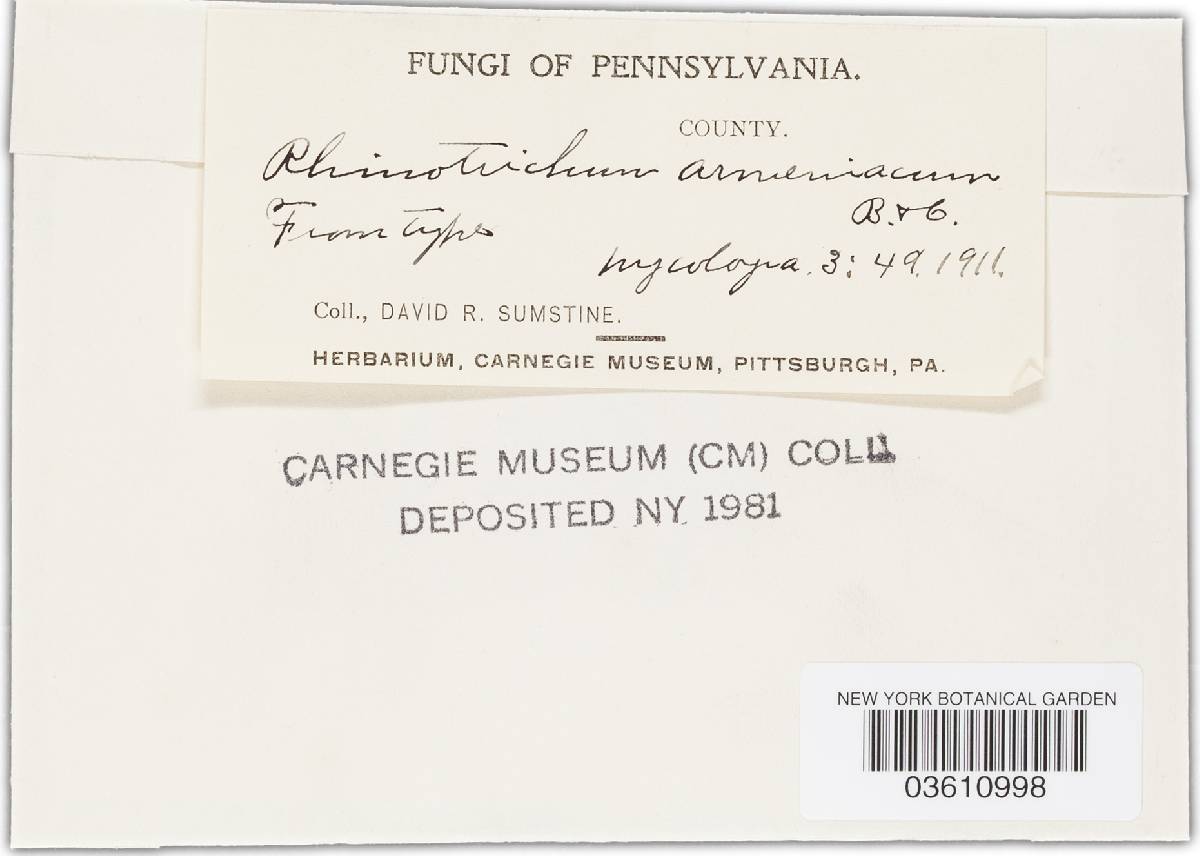 FUNGI OF PENNSYLVANIA.
COUNTY.
Rhinotrichum armeniacum
B. & C.
From type
Mycologia. 3: 49. 1911.
Coll., DAVID R. SUMSTINE.
HERBARIUM, CARNEGIE MUSEUM, PITTSBURGH, PA.
CARNEGIE MUSEUM (CM) COLL
DEPOSITED NY 1981
NEW YORK BOTANICAL GARDEN
03610998